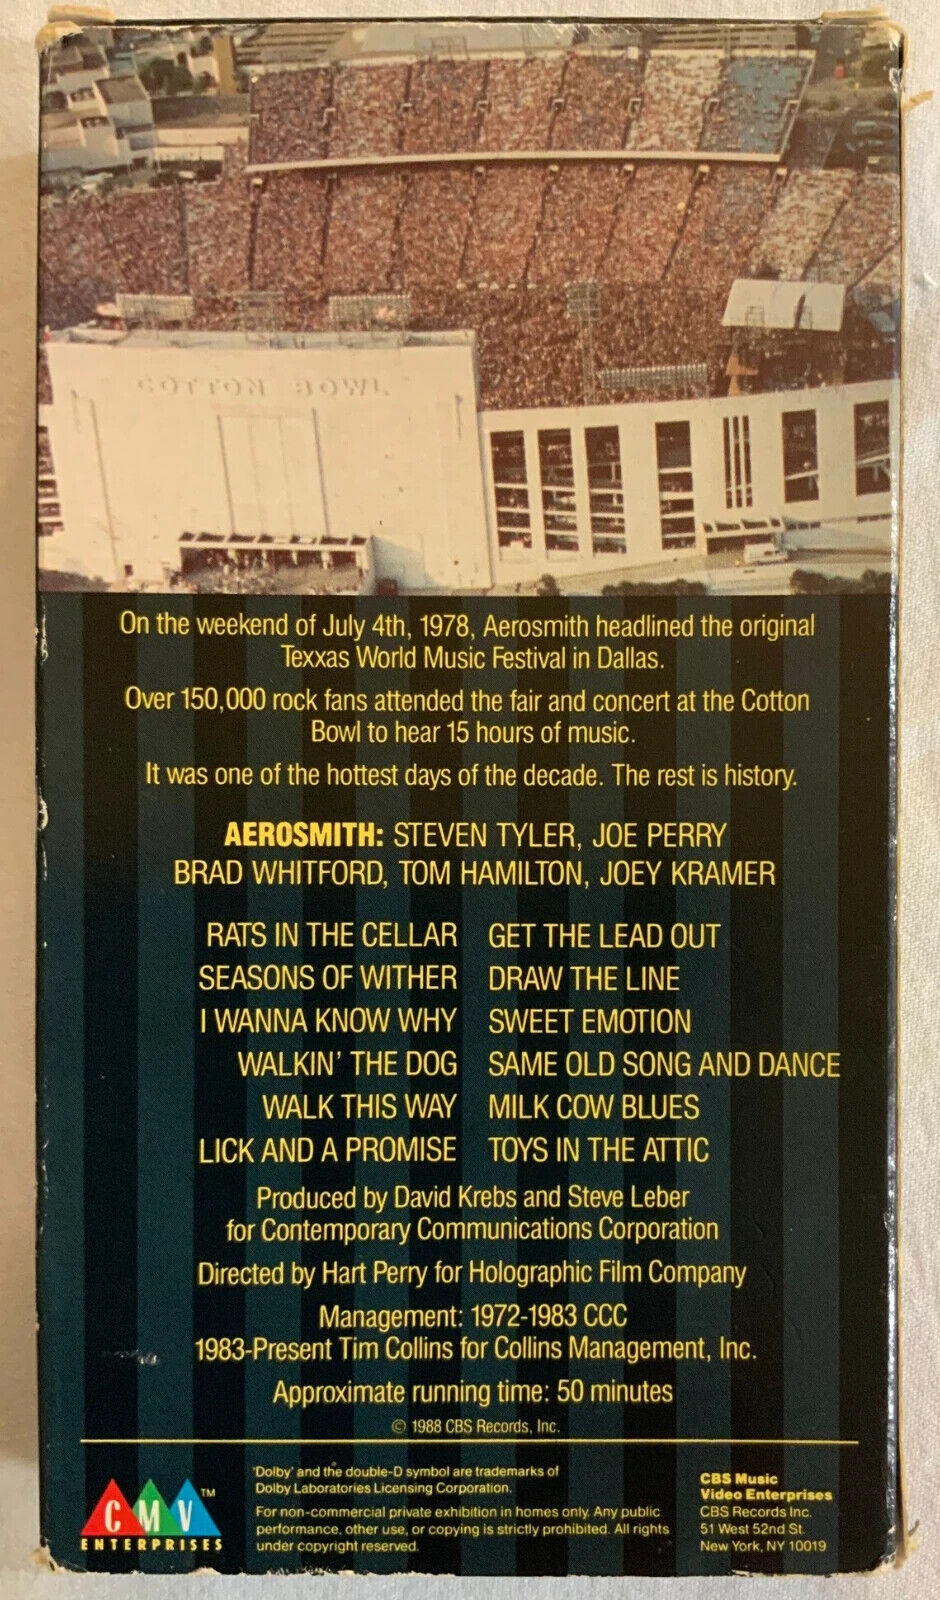 COTTON BOWL
On the weekend of July 4th, 1978, Aerosmith headlined the original
Texxas World Music Festival in Dallas.
Over 150,000 rock fans attended the fair and concert at the Cotton
Bowl to hear 15 hours of music.
It was one of the hottest days of the decade. The rest is history.
AEROSMITH: STEVEN TYLER, JOE PERRY
BRAD WHITFORD, TOM HAMILTON, JOEY KRAMER
RATS IN THE CELLAR
SEASONS OF WITHER
I WANNA KNOW WHY
WALKIN' THE DOG
WALK THIS WAY
LICK AND A PROMISE
GET THE LEAD OUT
DRAW THE LINE
SWEET EMOTION
SAME OLD SONG AND DANCE
MILK COW BLUES
TOYS IN THE ATTIC
Produced by David Krebs and Steve Leber
for Contemporary Communications Corporation
Directed by Hart Perry for Holographic Film Company
Management: 1972-1983 CCC
1983-Present Tim Collins for Collins Management, Inc.
Approximate running time: 50 minutes
© 1988 CBS Records, Inc.
CMV™
ENTERPRISES
'Dolby' and the double-D symbol are trademarks of
Dolby Laboratories Licensing Corporation.
For non-commercial private exhibition in homes only. Any public
performance, other use, or copying is strictly prohibited. All rights
under copyright reserved.
CBS Music
Video Enterprises
CBS Records Inc.
51 West 52nd St.
New York, NY 10019